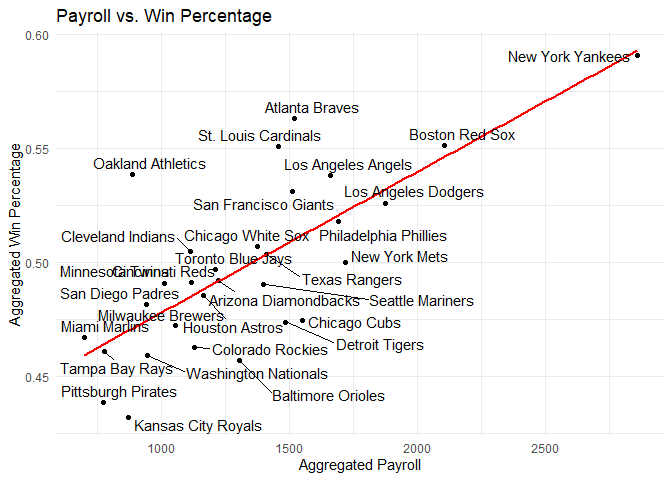 Payroll vs. Win Percentage
0.60
New York Yankees
Atlanta Braves
St. Louis Cardinals
Boston Red Sox
0.55
Oakland Athletics
Los Angeles Angels
San Francisco Giants
Los Angeles Dodgers
Cleveland Indians
Chicago White Sox
Philadelphia Phillies
Toronto Blue Jays
New York Mets
0.50
Minnesota Twins
Cincinnati Reds
Texas Rangers
San Diego Padres
Arizona Diamondbacks
Seattle Mariners
Milwaukee Brewers
Miami Marlins
Houston Astros
Chicago Cubs
Detroit Tigers
Colorado Rockies
Tampa Bay Rays
Washington Nationals
0.45
Pittsburgh Pirates
Baltimore Orioles
Kansas City Royals
1000
1500
2000
2500
Aggregated Payroll
Aggregated Win Percentage